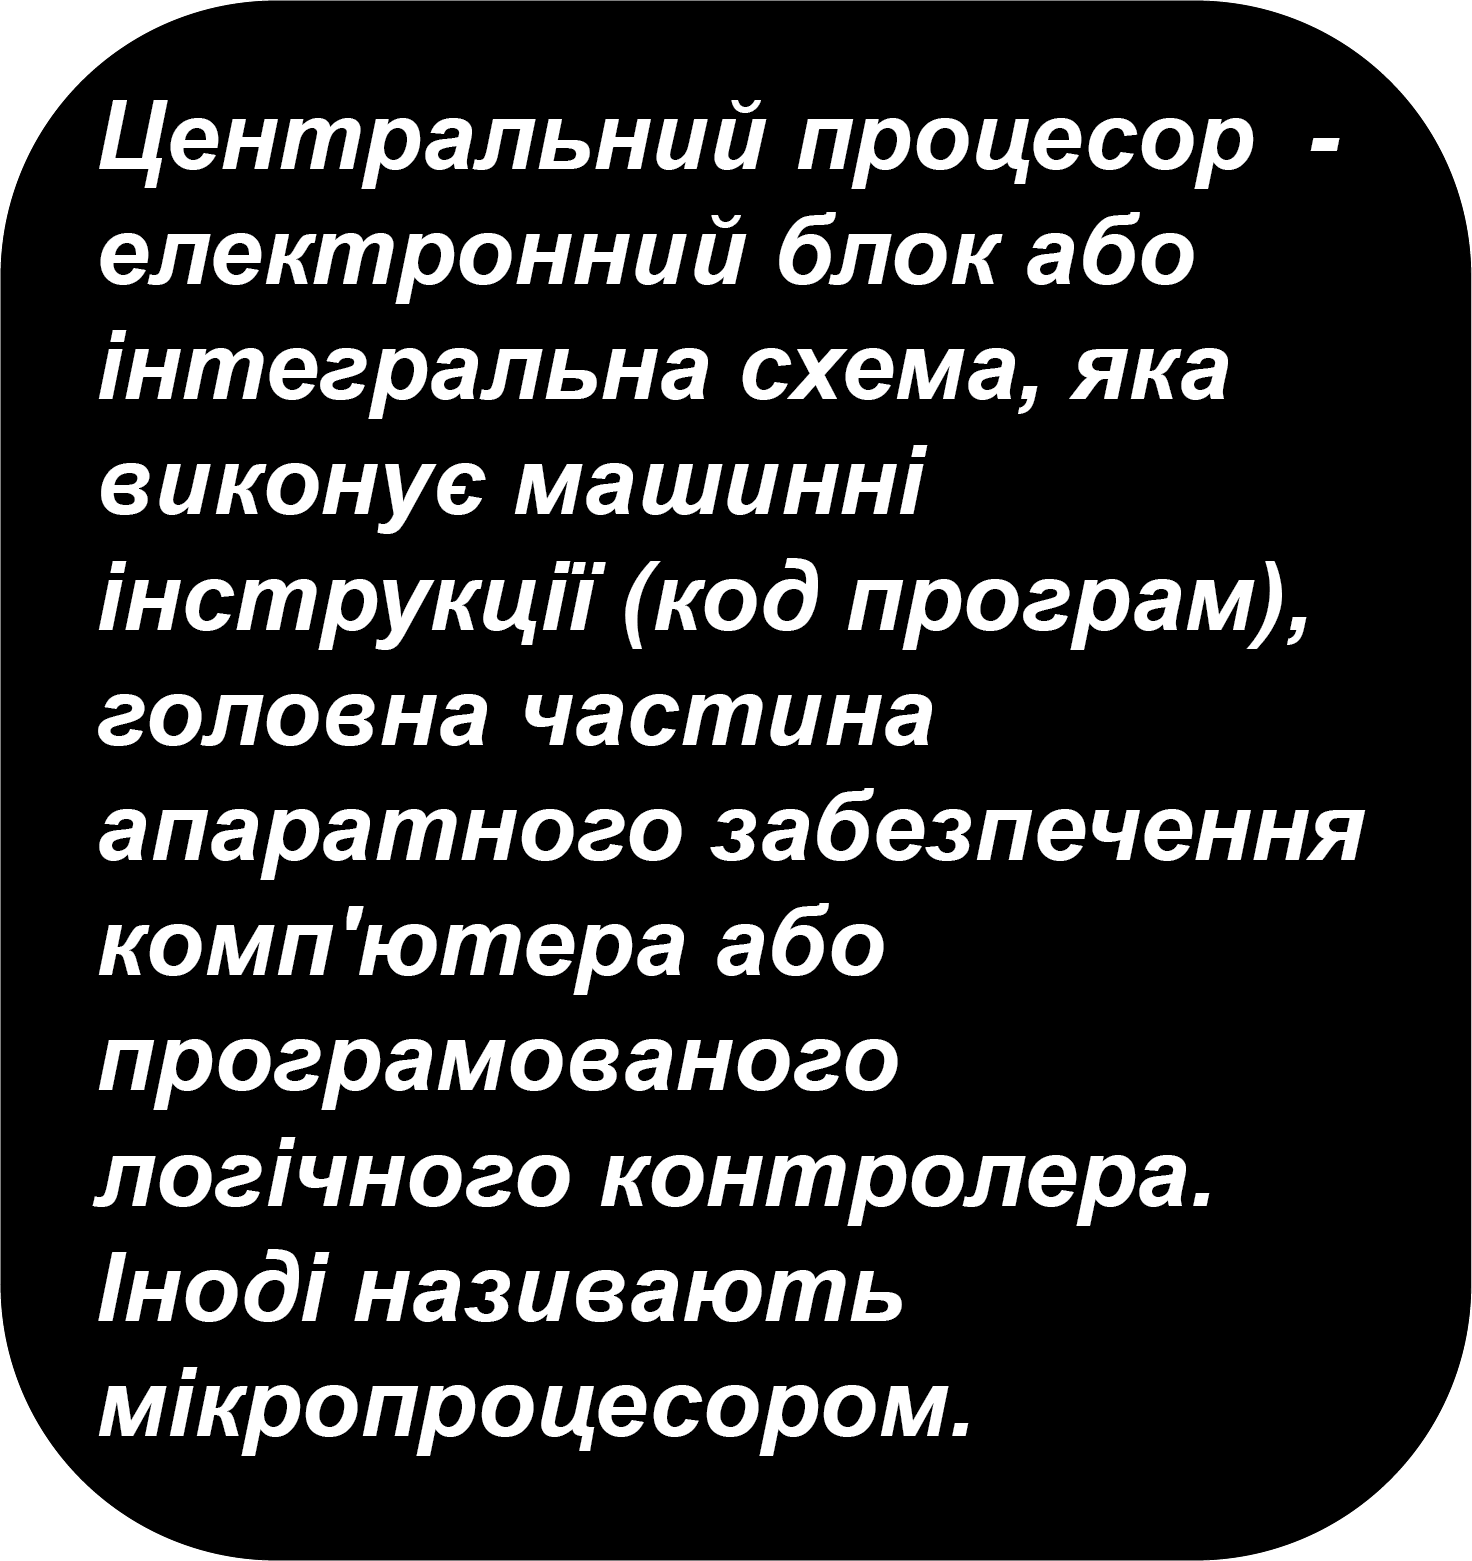 Центральний процесор  -
електронний блок або
інтегральна схема, яка
виконує машинні
інструкції (код програм),
головна частина
апаратного забезпечення
комп'ютера або
програмованого
логічного контролера.
Іноді називають
мікропроцесором.